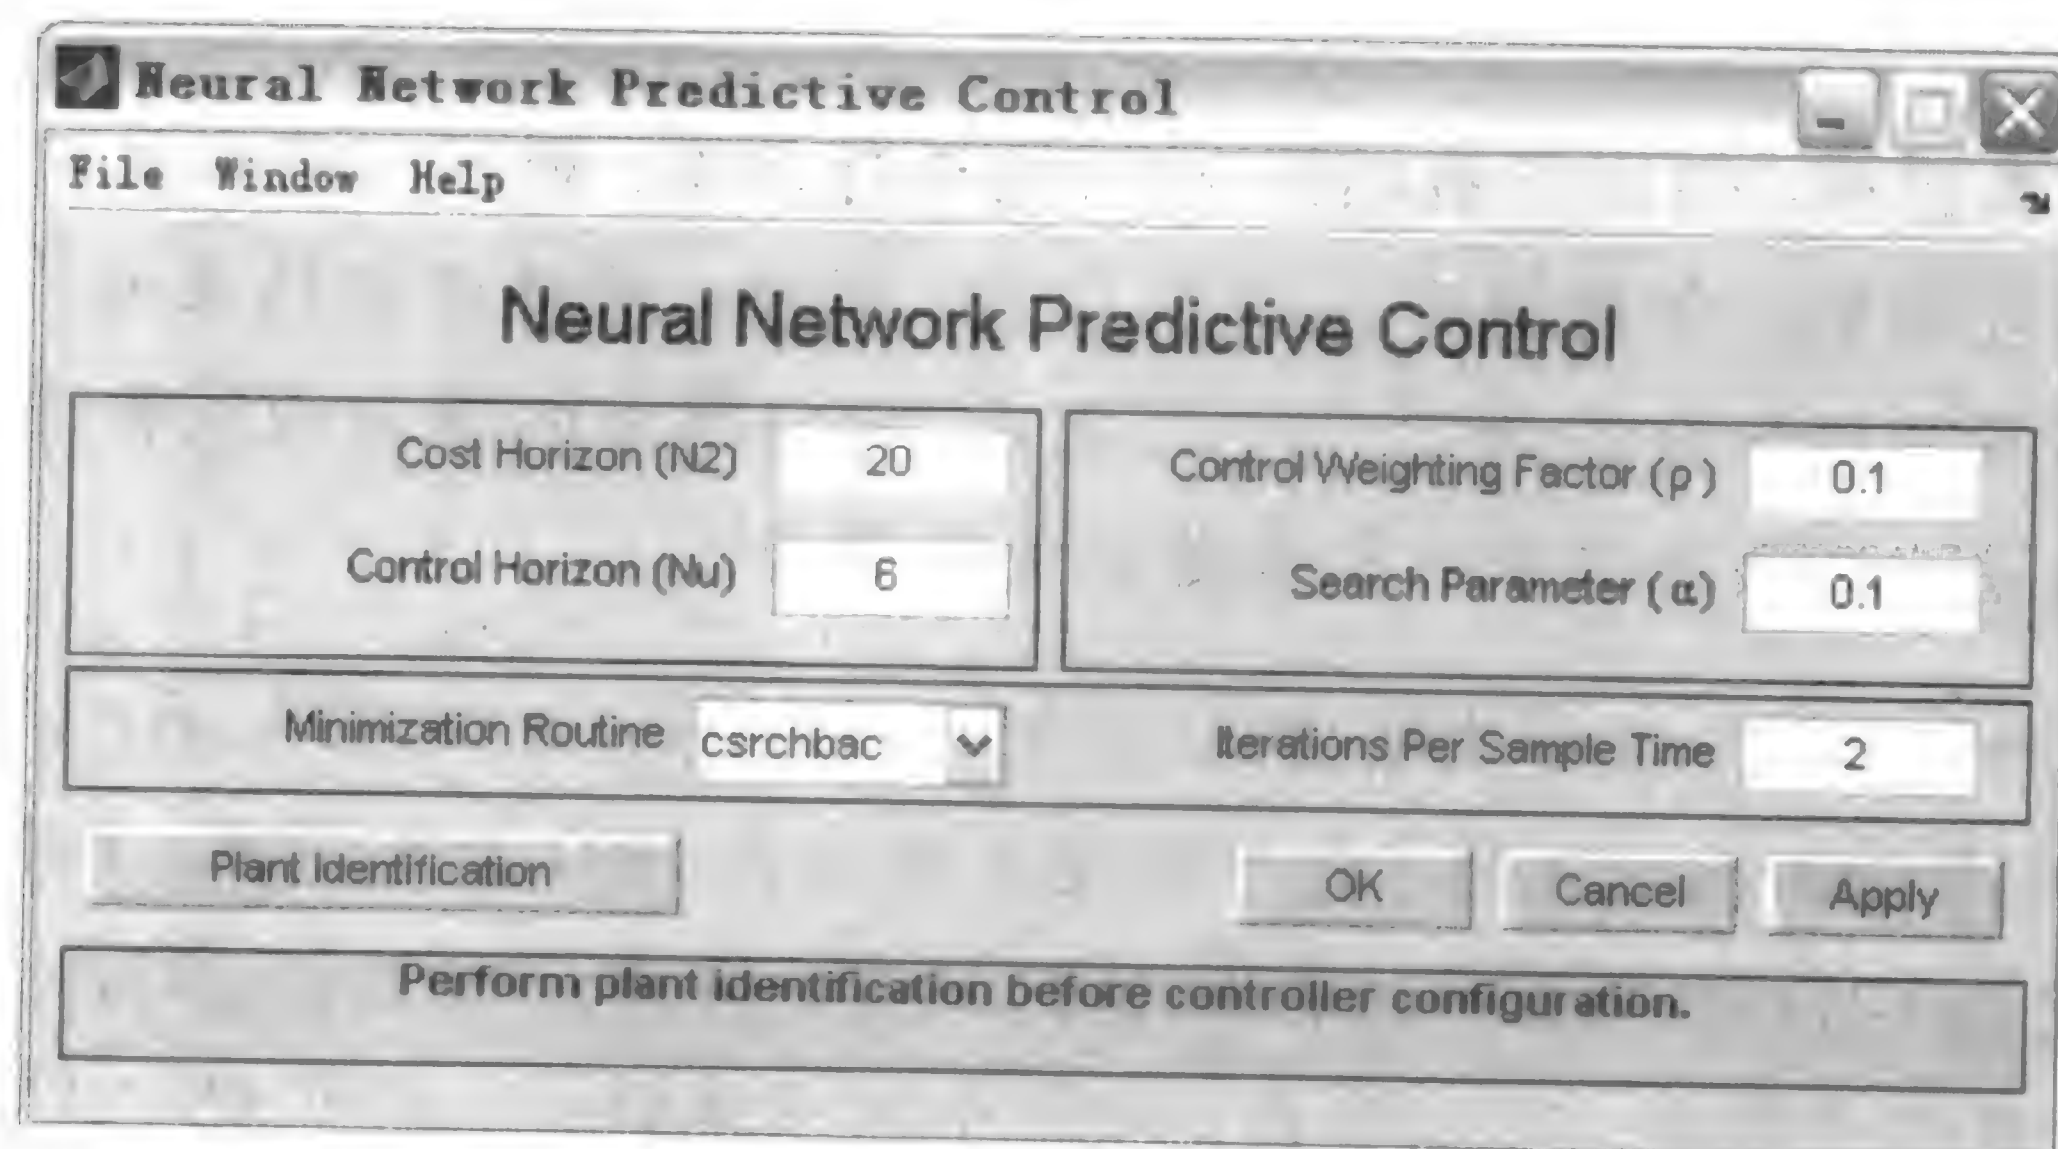 Neural Network Predictive Control
File Window Help
Neural Network Predictive Control
Cost Horizon (N2) 20
Control Weighting Factor (ρ) 0.1
Control Horizon (Nu) 6
Search Parameter (α) 0.1
Minimization Routine csrchbac
Iterations Per Sample Time 2
Plant Identification
OK Cancel Apply
Perform plant identification before controller configuration.